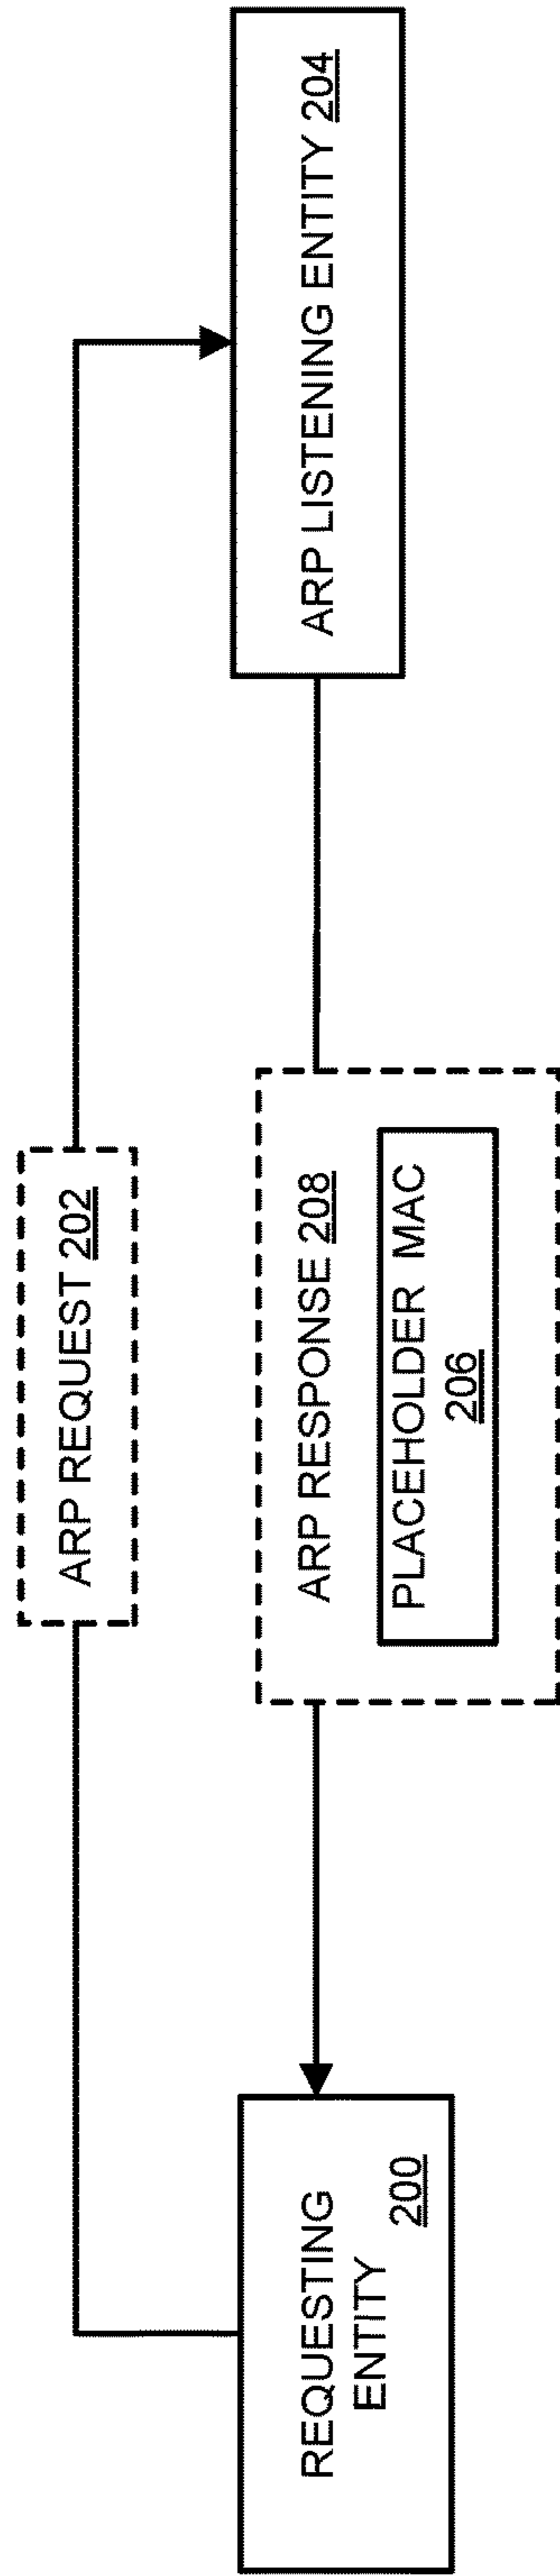 ARP REQUEST 202
ARP LISTENING ENTITY 204
ARP RESPONSE 208
PLACEHOLDER MAC
206
REQUESTING
ENTITY
200